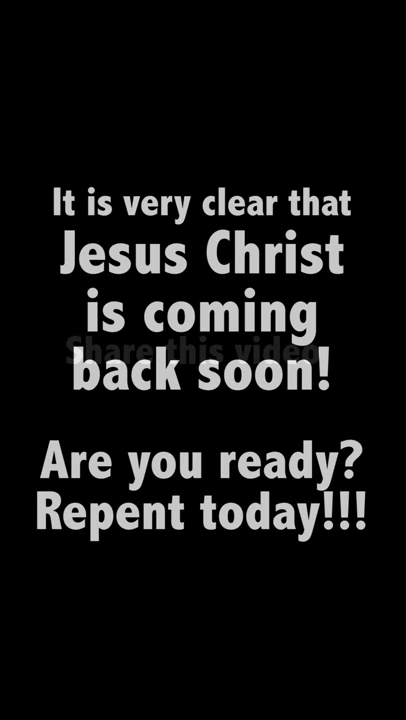 It is very clear that
Jesus Christ
is coming
Share this video
back soon!
Are you ready?
Repent today!!!